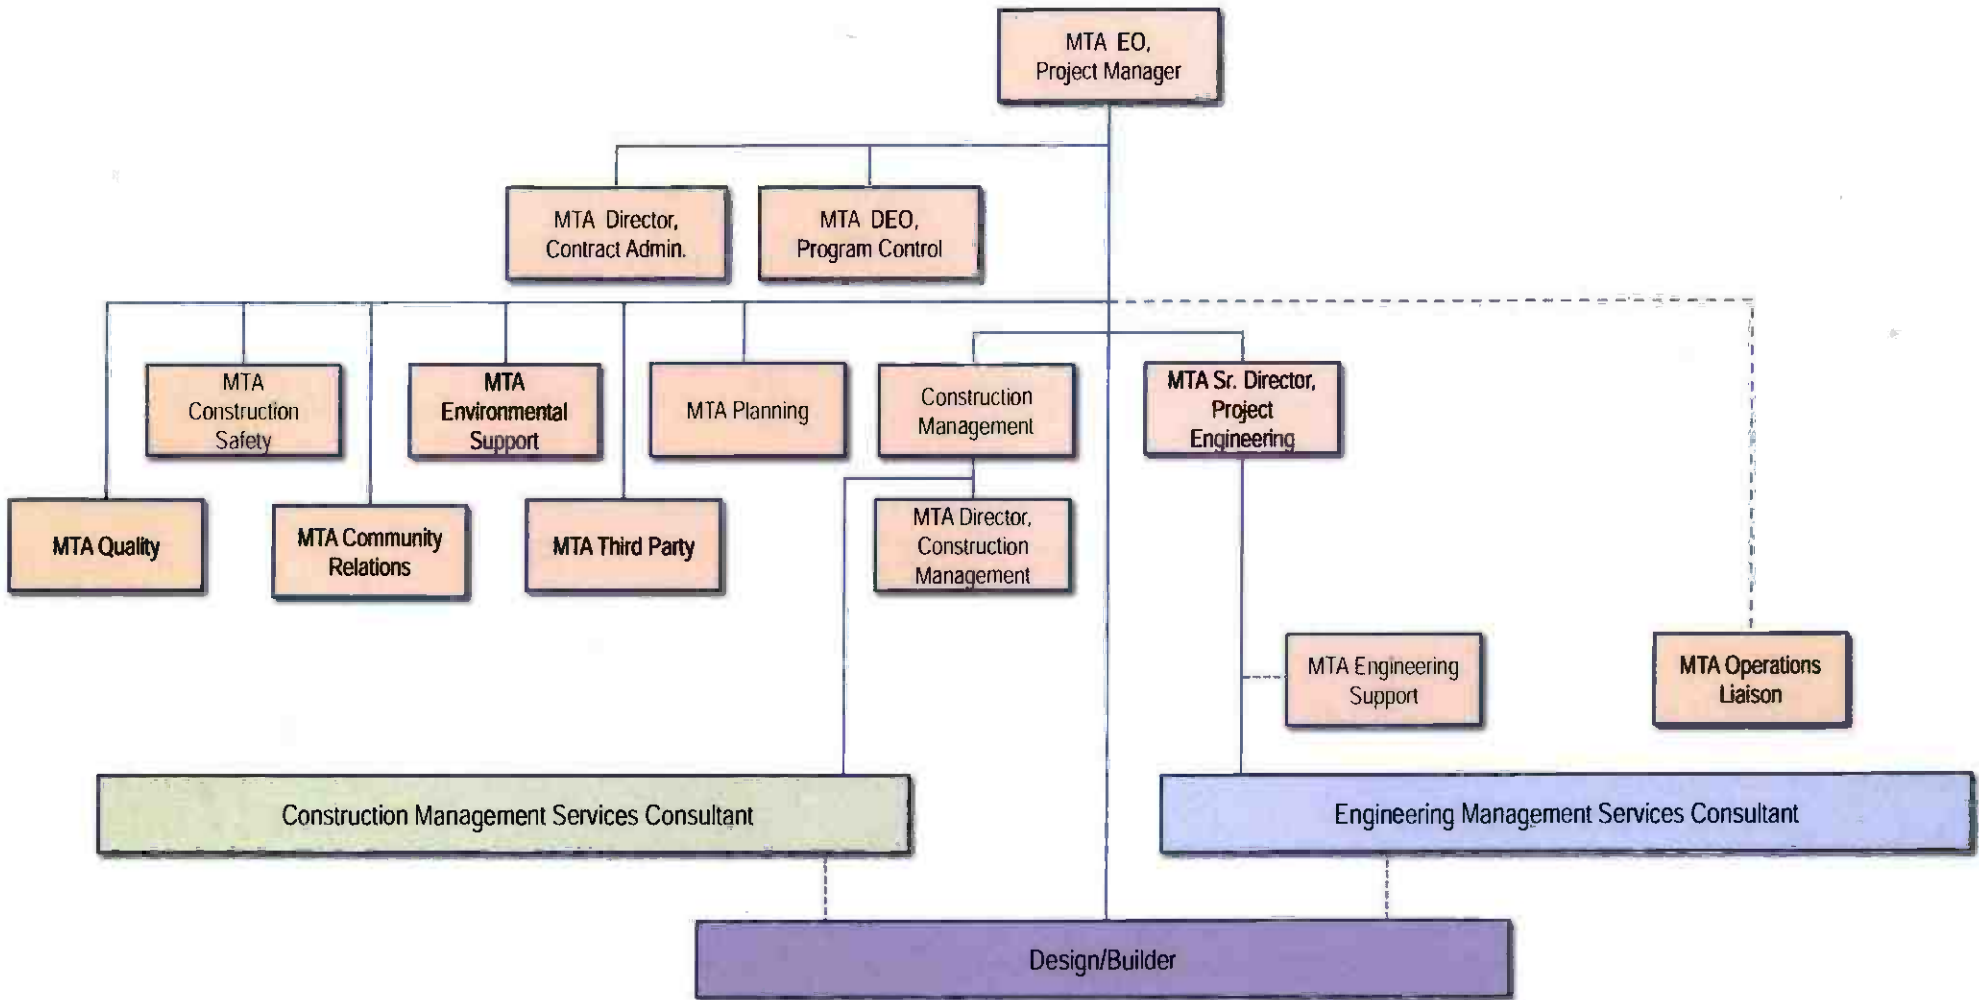 MTA EO,
Project Manager
MTA Director,
Contract Admin.
MTA DEO,
Program Control
MTA
Construction
Safety
MTA
Environmental
Support
MTA Planning
Construction
Management
MTA Sr. Director,
Project
Engineering
MTA Quality
MTA Community
Relations
MTA Third Party
MTA Director,
Construction
Management
MTA Engineering
Support
MTA Operations
Liaison
Construction Management Services Consultant
Engineering Management Services Consultant
Design/Builder